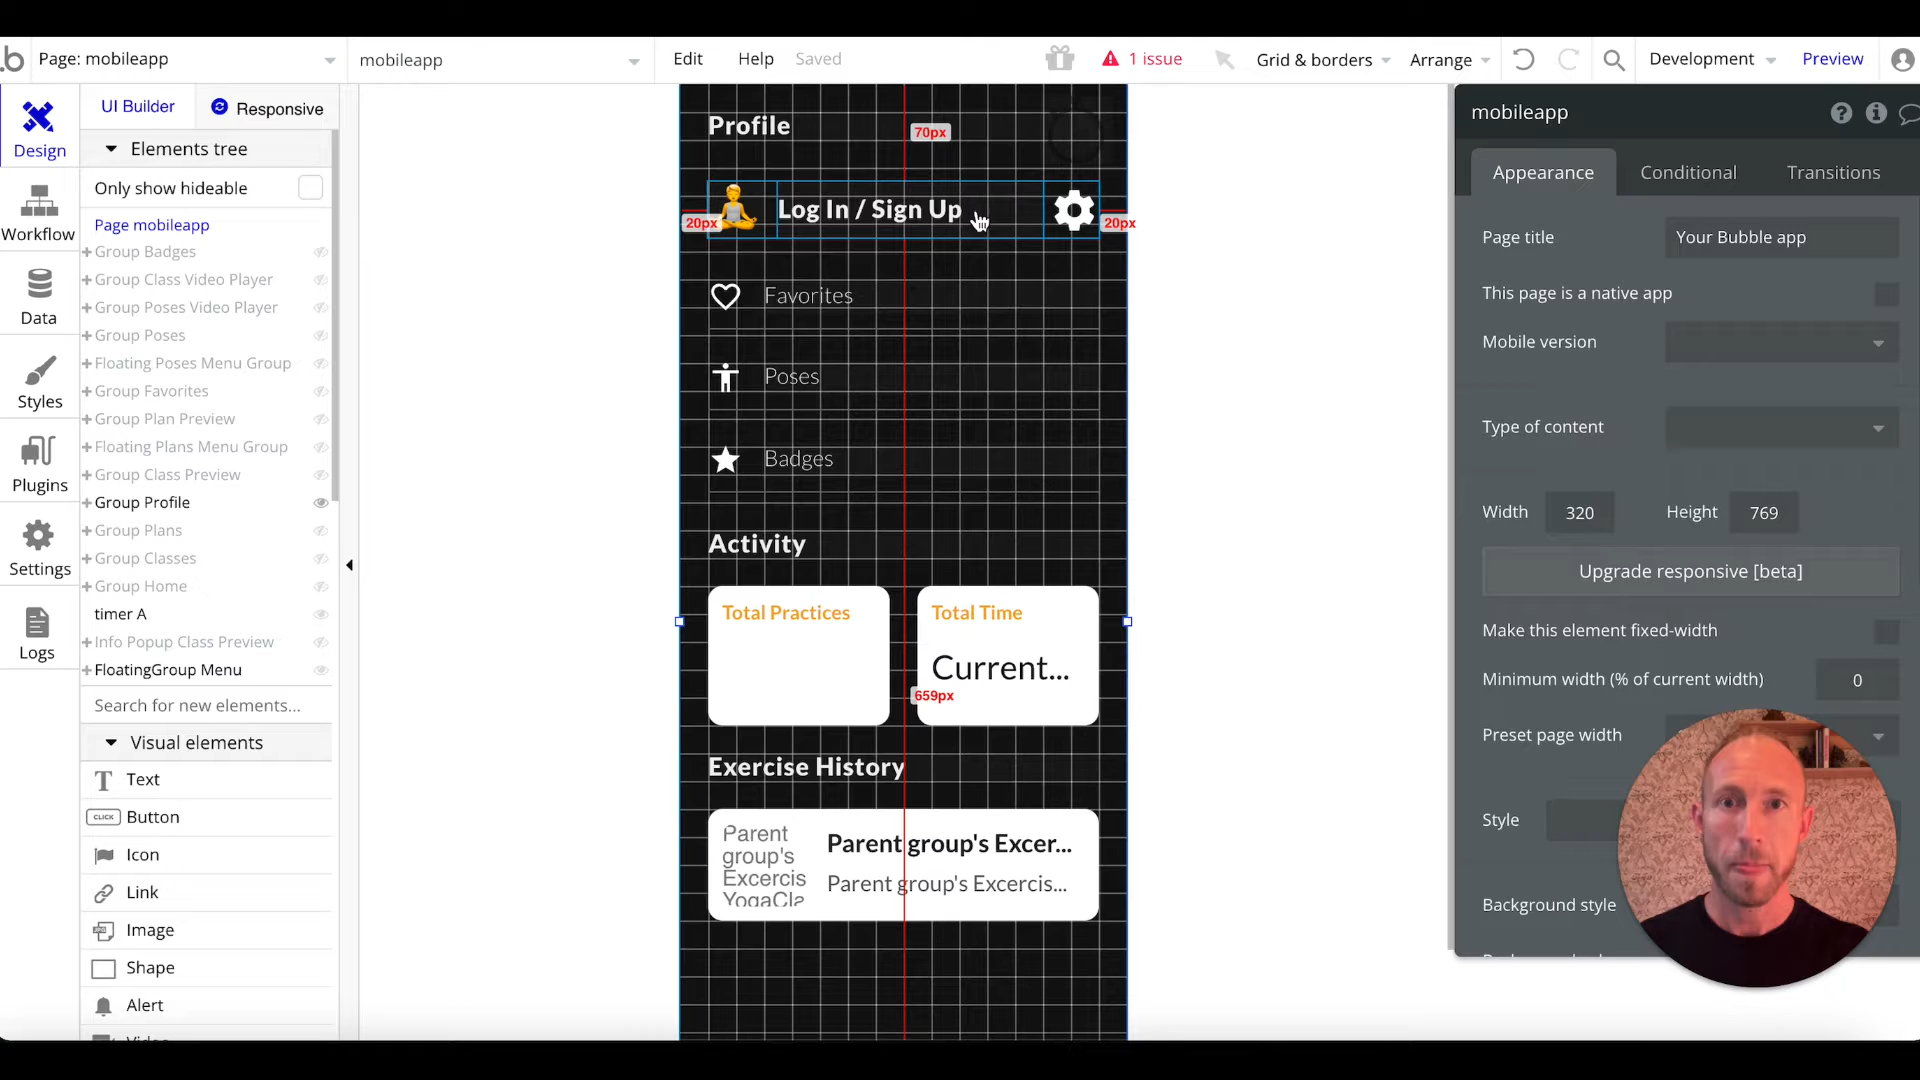 Page: mobileapp
mobileapp
Edit
Help
Saved
1 issue
Grid & borders
Arrange
Development
Preview
Design
Workflow
Data
Styles
Plugins
Settings
Logs
UI Builder
Responsive
Elements tree
Only show hideable
Page mobileapp
Group Badges
Group Class Video Player
Group Poses Video Player
Group Poses
Floating Poses Menu Group
Group Favorites
Group Plan Preview
Floating Plans Menu Group
Group Class Preview
Group Profile
Group Plans
Group Classes
Group Home
timer A
Info Popup Class Preview
FloatingGroup Menu
Search for new elements...
Visual elements
Text
CLICK Button
Icon
Link
Image
Shape
Alert
Video
Profile
70px
20px
Log In / Sign Up
20px
Favorites
Poses
Badges
Activity
Total Practices
Total Time
Current...
659px
Exercise History
Parent
group's
Excercis
YogaCla
Parent group's Excer...
Parent group's Excercis...
mobileapp
Appearance
Conditional
Transitions
Page title
Your Bubble app
This page is a native app
Mobile version
Type of content
Width
320
Height
769
Upgrade responsive [beta]
Make this element fixed-width
Minimum width (% of current width)
0
Preset page width
Style
Background style